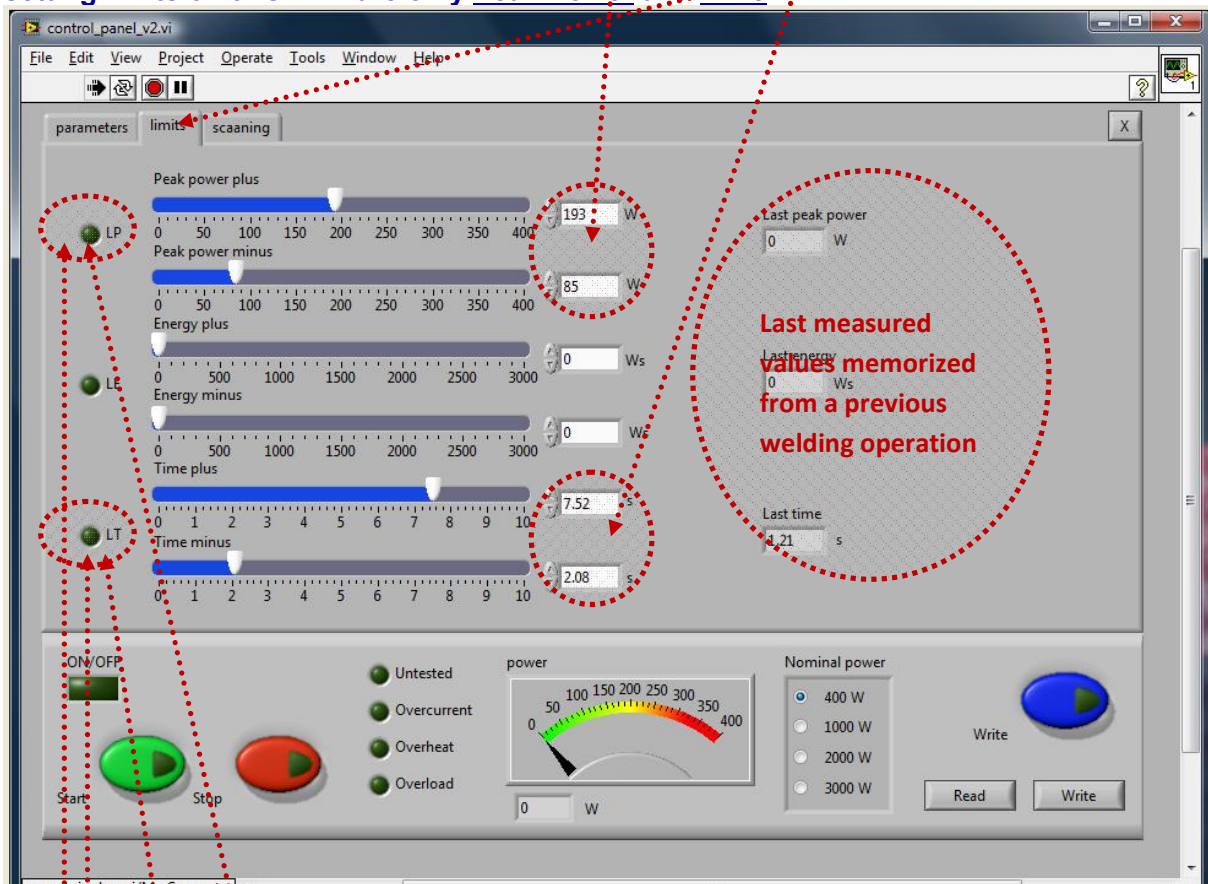 control_panel_v2.vi
File Edit View Project Operate Tools Window Help
1
parameters limits scaaning X
Peak power plus
193 W
Last peak power
LP
0 50 100 150 200 250 300 350 400
0 W
Peak power minus
85 W
0 50 100 150 200 250 300 350 400
Energy plus
Last measured
values memorized
from a previous
welding operation
0 Ws
Last energy
LE
0 500 1000 1500 2000 2500 3000
0 Ws
Energy minus
0 Ws
0 500 1000 1500 2000 2500 3000
Time plus
7.52 s
Last time
LT
0 1 2 3 4 5 6 7 8 9 10
1.21 s
Time minus
2.08 s
0 1 2 3 4 5 6 7 8 9 10
ON/OFF
Start
Stop
Untested
Overcurrent
Overheat
Overload
power
0 50 100 150 200 250 300 350 400
0 W
Nominal power
400 W
1000 W
2000 W
3000 W
Write
Read Write